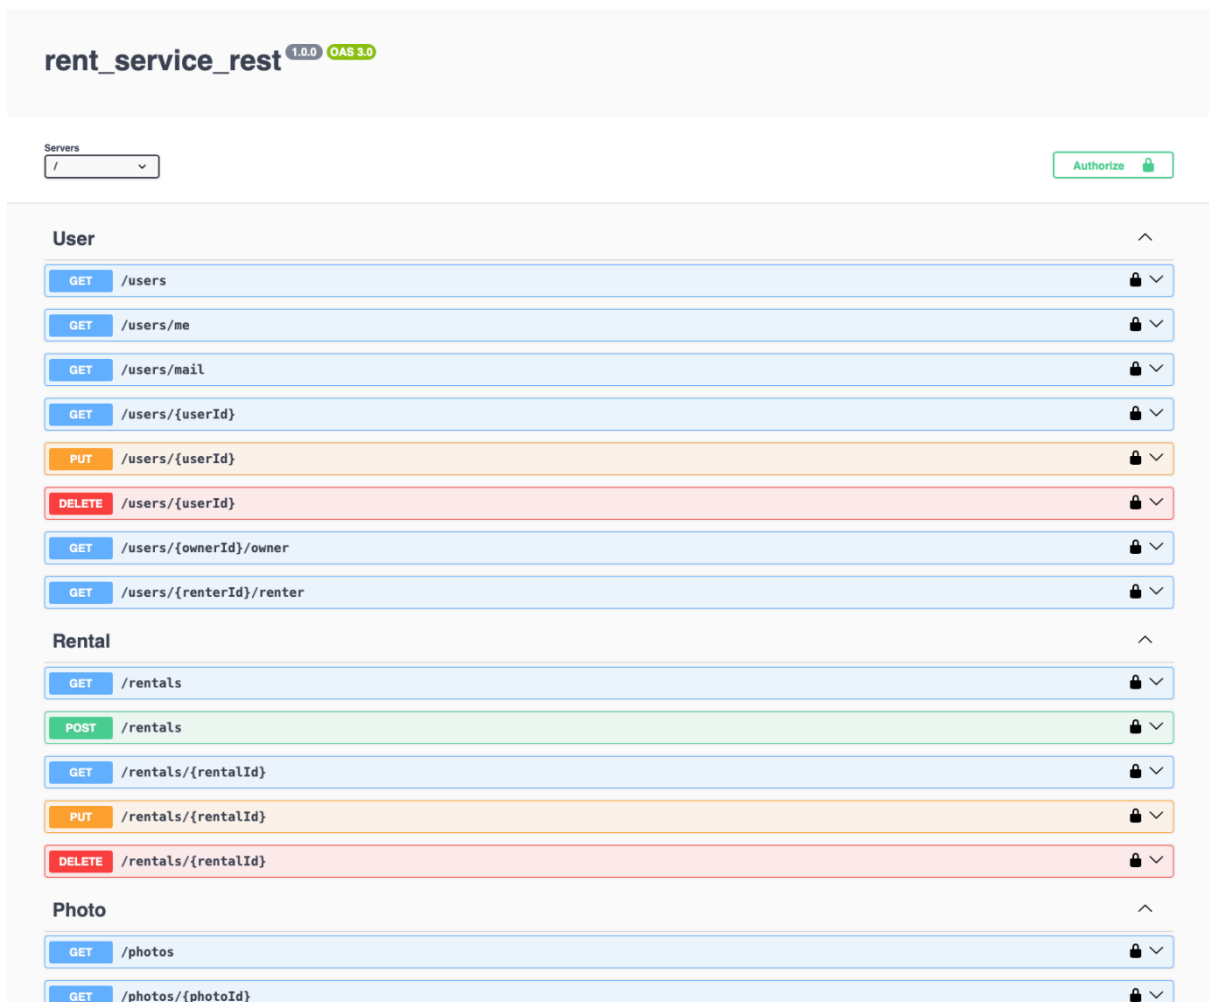 rent_service_rest 1.0.0 OAS 3.0
Servers
/
Authorize
User
GET /users
GET /users/me
GET /users/mail
GET /users/{userId}
PUT /users/{userId}
DELETE /users/{userId}
GET /users/{ownerId}/owner
GET /users/{renterId}/renter
Rental
GET /rentals
POST /rentals
GET /rentals/{rentalId}
PUT /rentals/{rentalId}
DELETE /rentals/{rentalId}
Photo
GET /photos
GET /photos/{photoId}